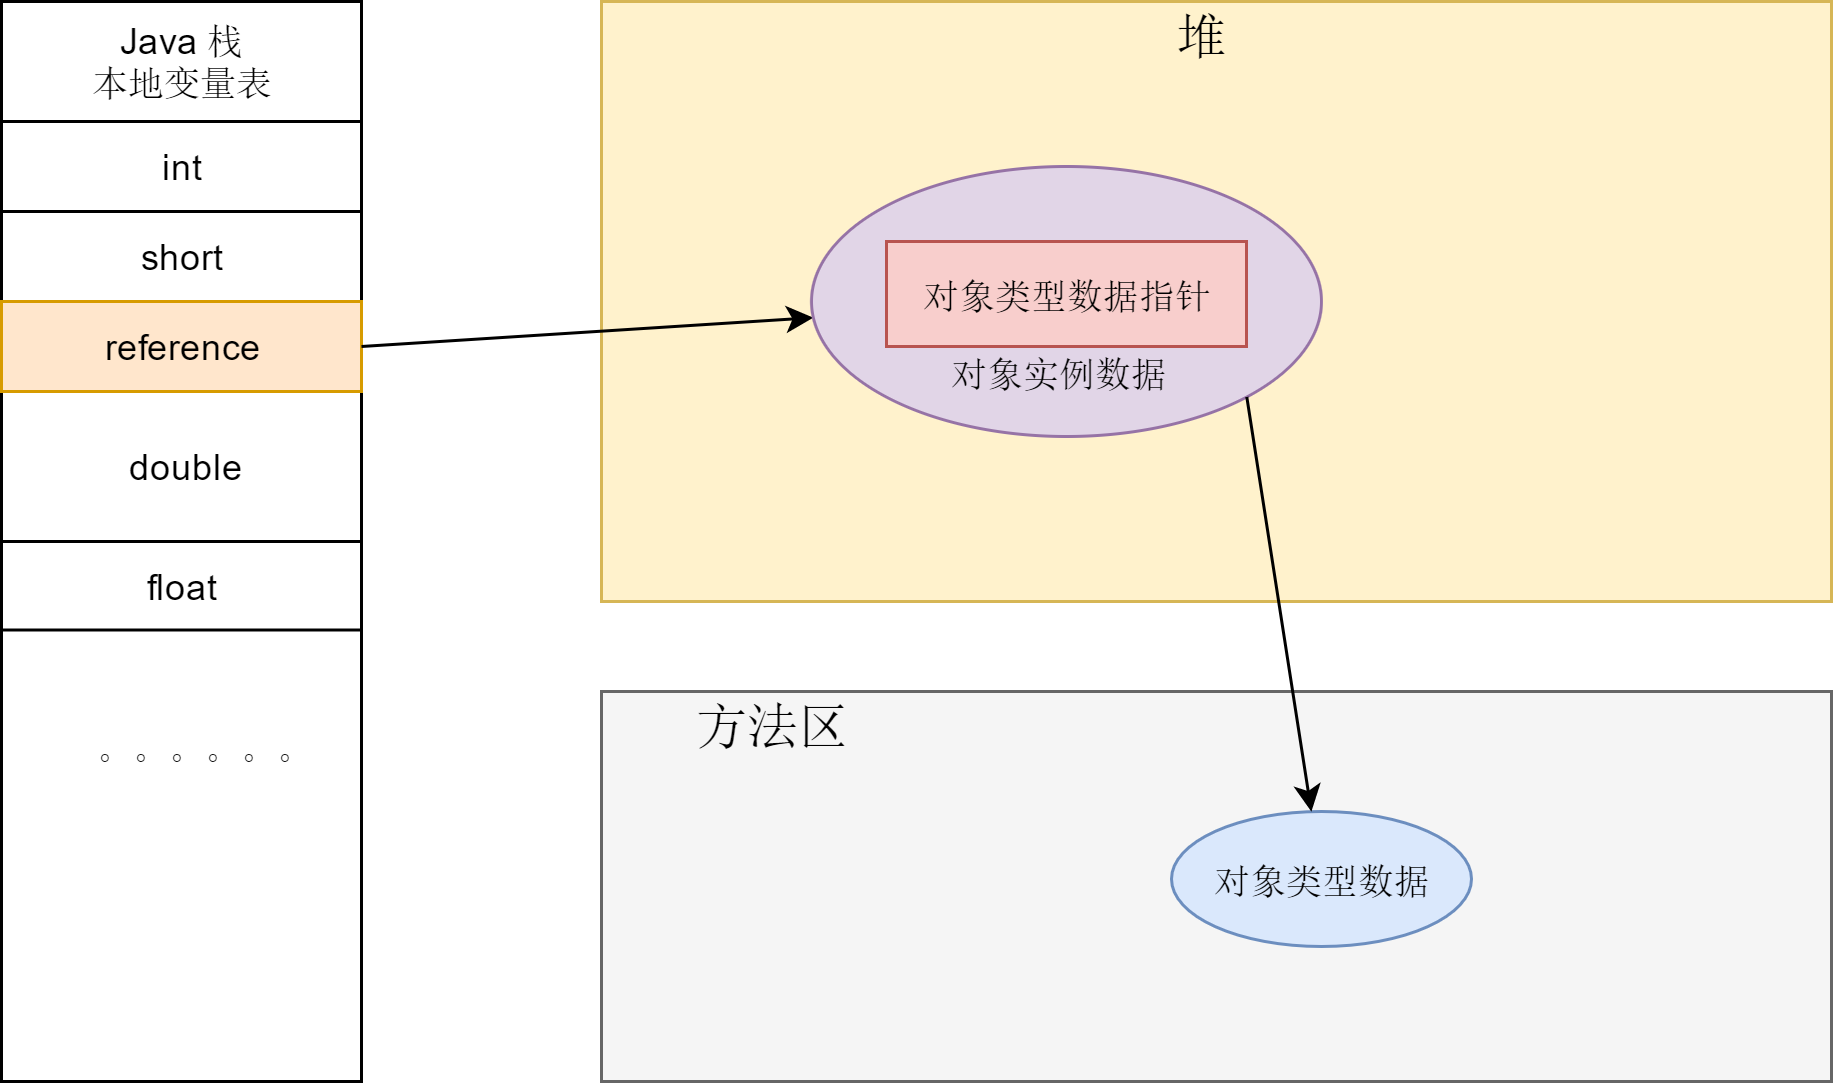 Java 栈
本地变量表
int
short
reference
double
float
。。。。。。
堆
对象类型数据指针
对象实例数据
方法区
对象类型数据